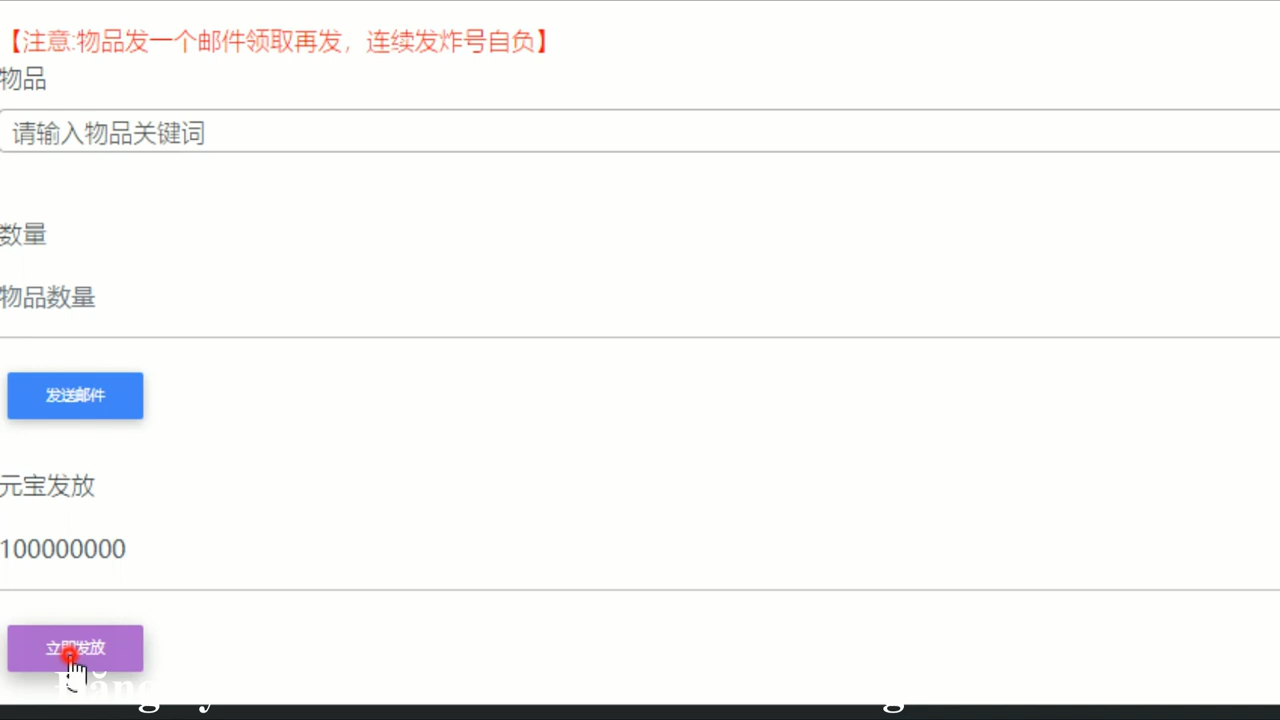 【注意:物品发一个邮件领取再发，连续发炸号自负】
物品
请输入物品关键词
数量
物品数量
发送邮件
元宝发放
100000000
立即发放